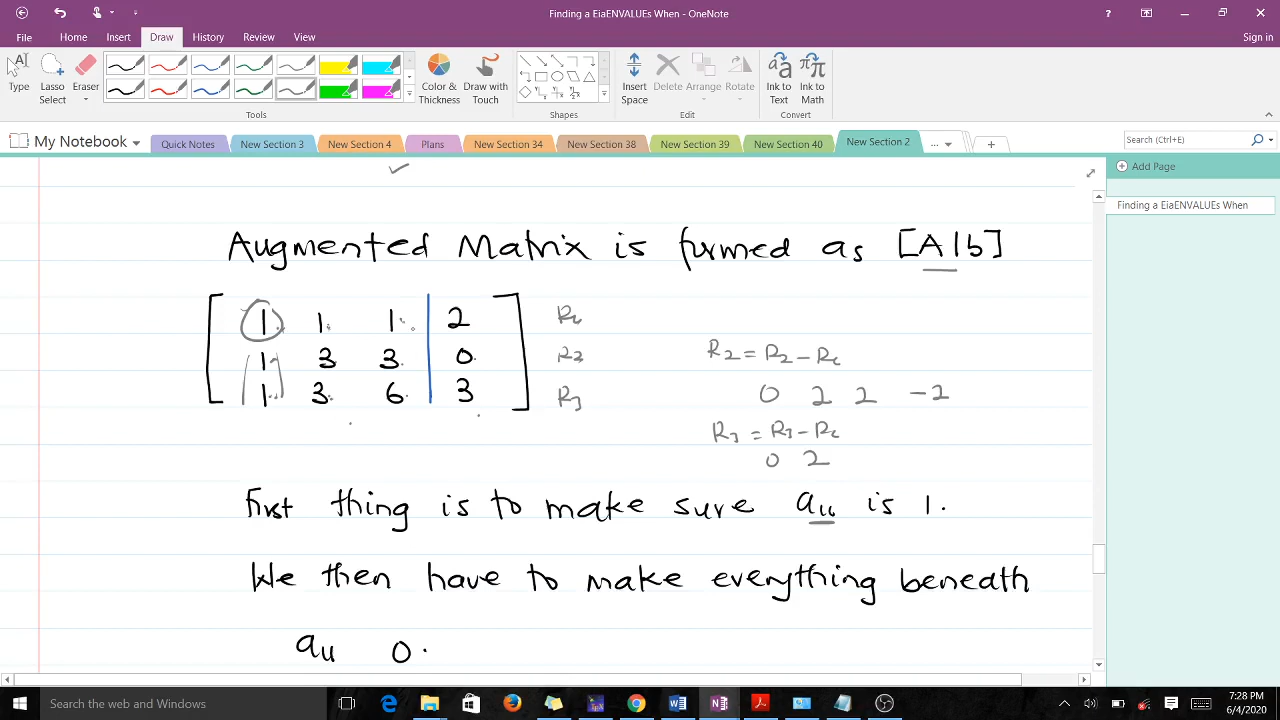 Finding a EiaENVALUEs When - OneNote
File Home Insert Draw History Review View Sign in
Type Lasso Select Eraser Color & Thickness Draw with Touch Insert Space Delete Arrange Rotate Ink to Text Ink to Math
Tools Shapes Edit Convert
My Notebook Quick Notes New Section 3 New Section 4 Plans New Section 34 New Section 38 New Section 39 New Section 40 New Section 2 ... + Search (Ctrl+E)
Add Page
Finding a EiaENVALUEs When
Augmented Matrix is formed as [A|b]
1 1 1 2
1 3 3 0 R2 R2 = R2 -
1 3 6 3 R3 0 2 2 -2
R3 = R3 -
0 2
First thing is to make sure a11 is 1.
We then have to make everything beneath
a11 0.
Search the web and Windows
7:28 PM
6/4/2020